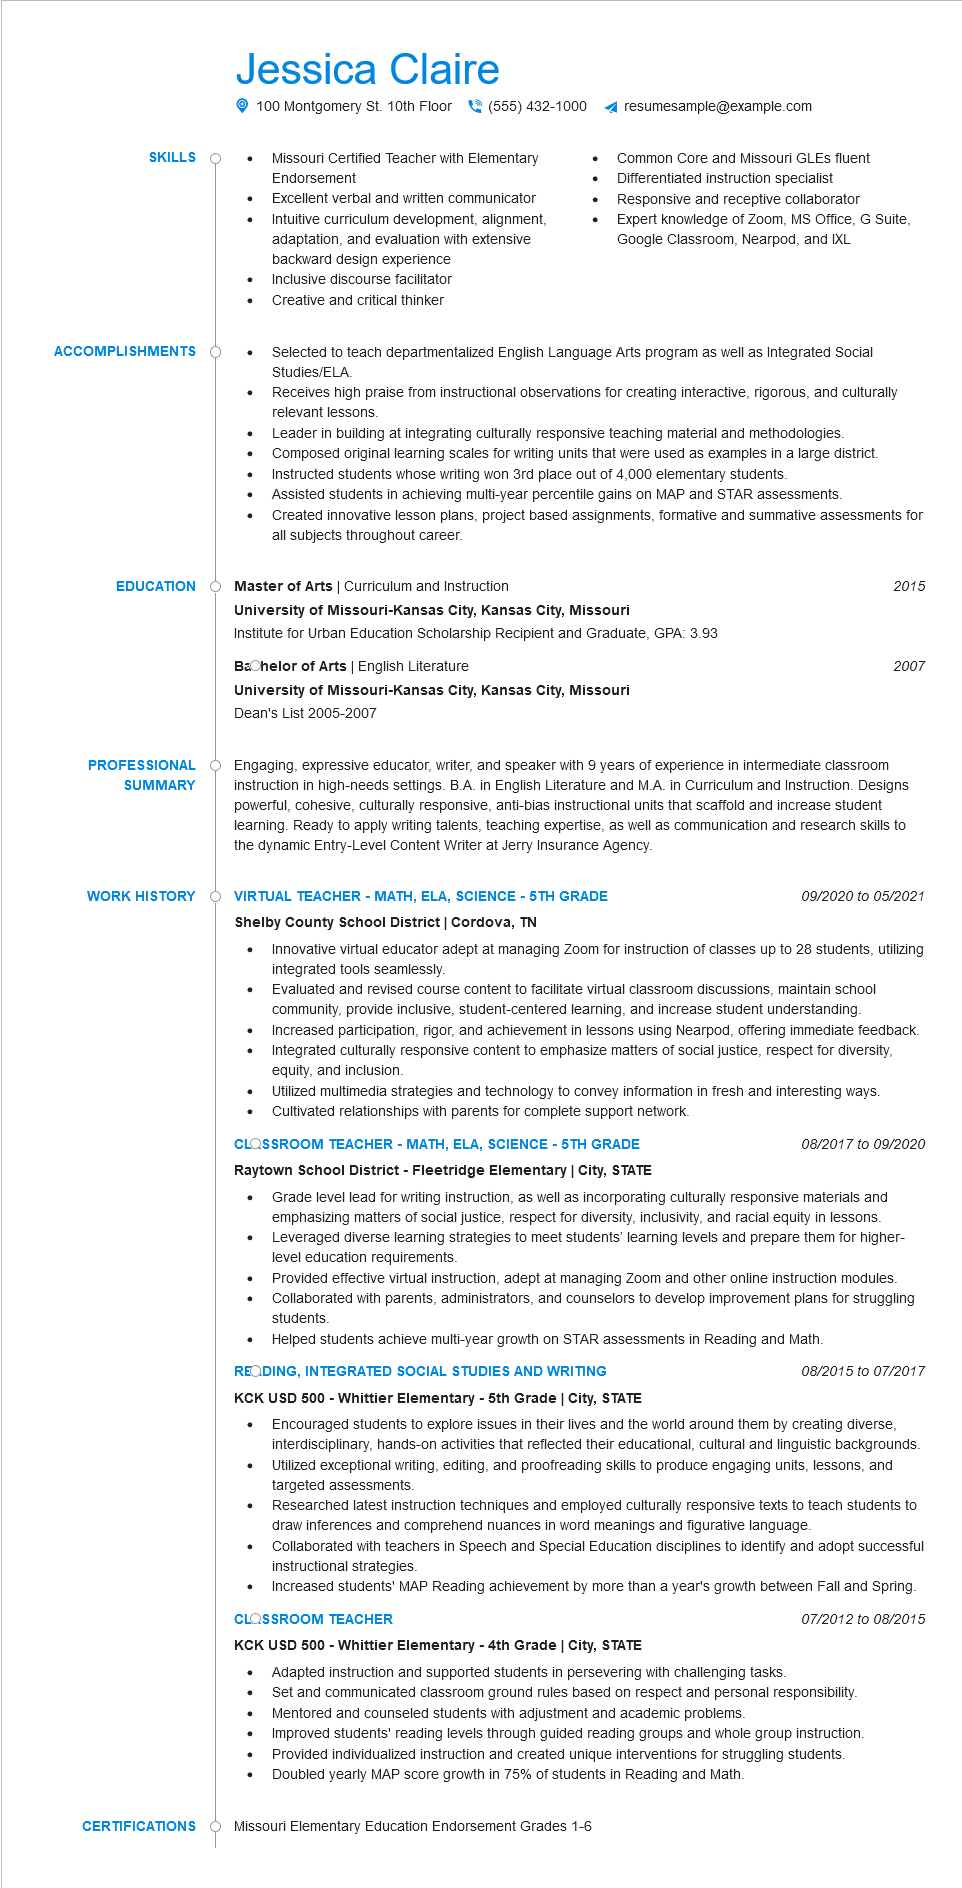 Jessica Claire
100 Montgomery St. 10th Floor (555) 432-1000 resumesample@example.com
SKILLS
• Missouri Certified Teacher with Elementary
Endorsement
• Excellent verbal and written communicator
• Intuitive curriculum development, alignment,
adaptation, and evaluation with extensive
backward design experience
• Inclusive discourse facilitator
• Creative and critical thinker
• Common Core and Missouri GLEs fluent
• Differentiated instruction specialist
• Responsive and receptive collaborator
• Expert knowledge of Zoom, MS Office, G Suite,
Google Classroom, Nearpod, and IXL
ACCOMPLISHMENTS
• Selected to teach departmentalized English Language Arts program as well as Integrated Social
Studies/ELA.
• Receives high praise from instructional observations for creating interactive, rigorous, and culturally
relevant lessons.
• Leader in building at integrating culturally responsive teaching material and methodologies.
• Composed original learning scales for writing units that were used as examples in a large district.
• Instructed students whose writing won 3rd place out of 4,000 elementary students.
• Assisted students in achieving multi-year percentile gains on MAP and STAR assessments.
• Created innovative lesson plans, project based assignments, formative and summative assessments for
all subjects throughout career.
EDUCATION
Master of Arts | Curriculum and Instruction 2015
University of Missouri-Kansas City, Kansas City, Missouri
Institute for Urban Education Scholarship Recipient and Graduate, GPA: 3.93
Bachelor of Arts | English Literature 2007
University of Missouri-Kansas City, Kansas City, Missouri
Dean's List 2005-2007
PROFESSIONAL
SUMMARY
Engaging, expressive educator, writer, and speaker with 9 years of experience in intermediate classroom
instruction in high-needs settings. B.A. in English Literature and M.A. in Curriculum and Instruction. Designs
powerful, cohesive, culturally responsive, anti-bias instructional units that scaffold and increase student
learning. Ready to apply writing talents, teaching expertise, as well as communication and research skills to
the dynamic Entry-Level Content Writer at Jerry Insurance Agency.
WORK HISTORY
VIRTUAL TEACHER - MATH, ELA, SCIENCE - 5TH GRADE 09/2020 to 05/2021
Shelby County School District | Cordova, TN
• Innovative virtual educator adept at managing Zoom for instruction of classes up to 28 students, utilizing
integrated tools seamlessly.
• Evaluated and revised course content to facilitate virtual classroom discussions, maintain school
community, provide inclusive, student-centered learning, and increase student understanding.
• Increased participation, rigor, and achievement in lessons using Nearpod, offering immediate feedback.
• Integrated culturally responsive content to emphasize matters of social justice, respect for diversity,
equity, and inclusion.
• Utilized multimedia strategies and technology to convey information in fresh and interesting ways.
• Cultivated relationships with parents for complete support network.
CLASSROOM TEACHER - MATH, ELA, SCIENCE - 5TH GRADE 08/2017 to 09/2020
Raytown School District - Fleetridge Elementary | City, STATE
• Grade level lead for writing instruction, as well as incorporating culturally responsive materials and
emphasizing matters of social justice, respect for diversity, inclusivity, and racial equity in lessons.
• Leveraged diverse learning strategies to meet students' learning levels and prepare them for higher-
level education requirements.
• Provided effective virtual instruction, adept at managing Zoom and other online instruction modules.
• Collaborated with parents, administrators, and counselors to develop improvement plans for struggling
students.
• Helped students achieve multi-year growth on STAR assessments in Reading and Math.
READING, INTEGRATED SOCIAL STUDIES AND WRITING 08/2015 to 07/2017
KCK USD 500 - Whittier Elementary - 5th Grade | City, STATE
• Encouraged students to explore issues in their lives and the world around them by creating diverse,
interdisciplinary, hands-on activities that reflected their educational, cultural and linguistic backgrounds.
• Utilized exceptional writing, editing, and proofreading skills to produce engaging units, lessons, and
targeted assessments.
• Researched latest instruction techniques and employed culturally responsive texts to teach students to
draw inferences and comprehend nuances in word meanings and figurative language.
• Collaborated with teachers in Speech and Special Education disciplines to identify and adopt successful
instructional strategies.
• Increased students' MAP Reading achievement by more than a year's growth between Fall and Spring.
CLASSROOM TEACHER 07/2012 to 08/2015
KCK USD 500 - Whittier Elementary - 4th Grade | City, STATE
• Adapted instruction and supported students in persevering with challenging tasks.
• Set and communicated classroom ground rules based on respect and personal responsibility.
• Mentored and counseled students with adjustment and academic problems.
• Improved students' reading levels through guided reading groups and whole group instruction.
• Provided individualized instruction and created unique interventions for struggling students.
• Doubled yearly MAP score growth in 75% of students in Reading and Math.
CERTIFICATIONS
Missouri Elementary Education Endorsement Grades 1-6